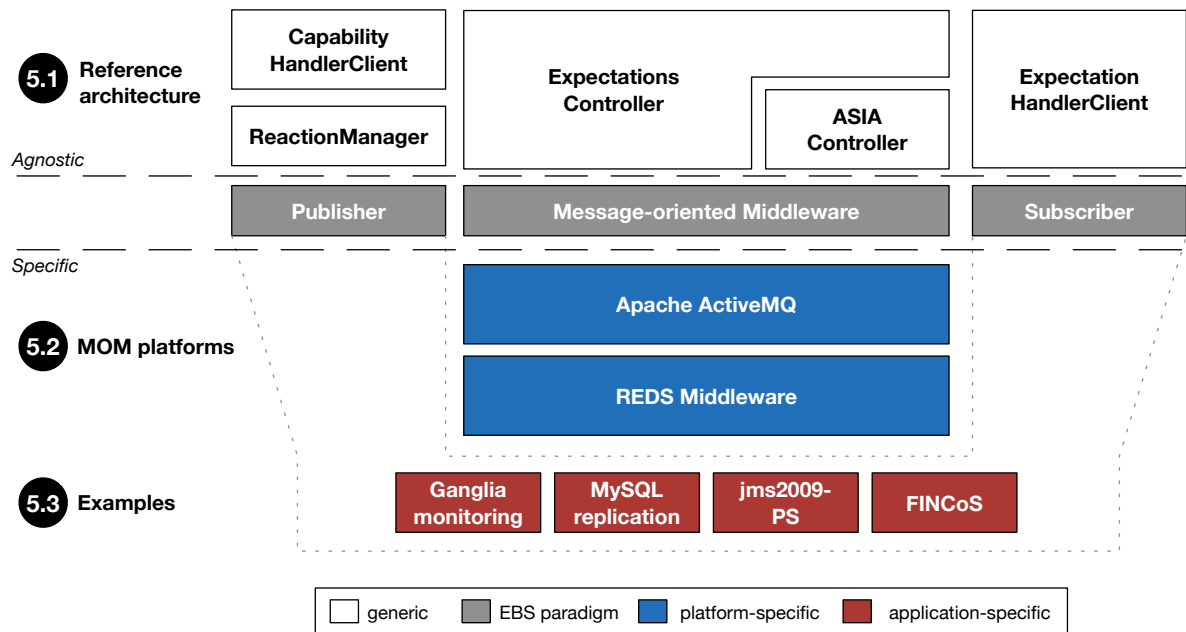 5.1
Reference
architecture
Capability
HandlerClient
ReactionManager
Expectations
Controller
ASIA
Controller
Expectation
HandlerClient
Agnostic
Publisher
Message-oriented Middleware
Subscriber
Specific
5.2
MOM platforms
Apache ActiveMQ
REDS Middleware
5.3
Examples
Ganglia
monitoring
MySQL
replication
jms2009-
PS
FINCoS
generic
EBS paradigm
platform-specific
application-specific